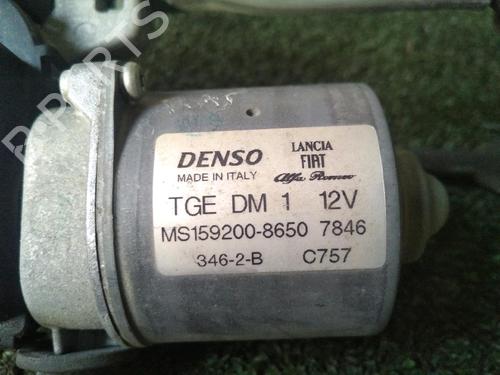 DENSO
MADE IN ITALY
LANCIA
FIAT
Alfa Romeo
TGE DM 1 12V
MS159200-8650 7846
346-2-B C757